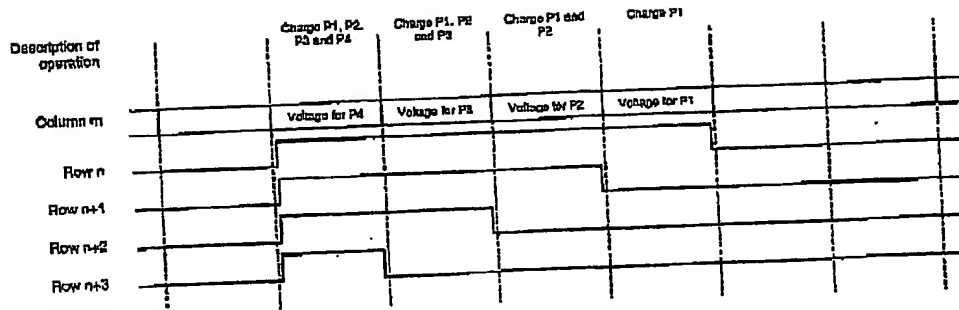 Charge P1, P2,
P3 and P4
Charge P1, P2
and P3
Charge P1 and
P2
Charge P1
Description of
operation
Column m
Voltage for P4
Voltage for P3
Voltage for P2
Voltage for P1
Row n
Row n+1
Row n+2
Row n+3